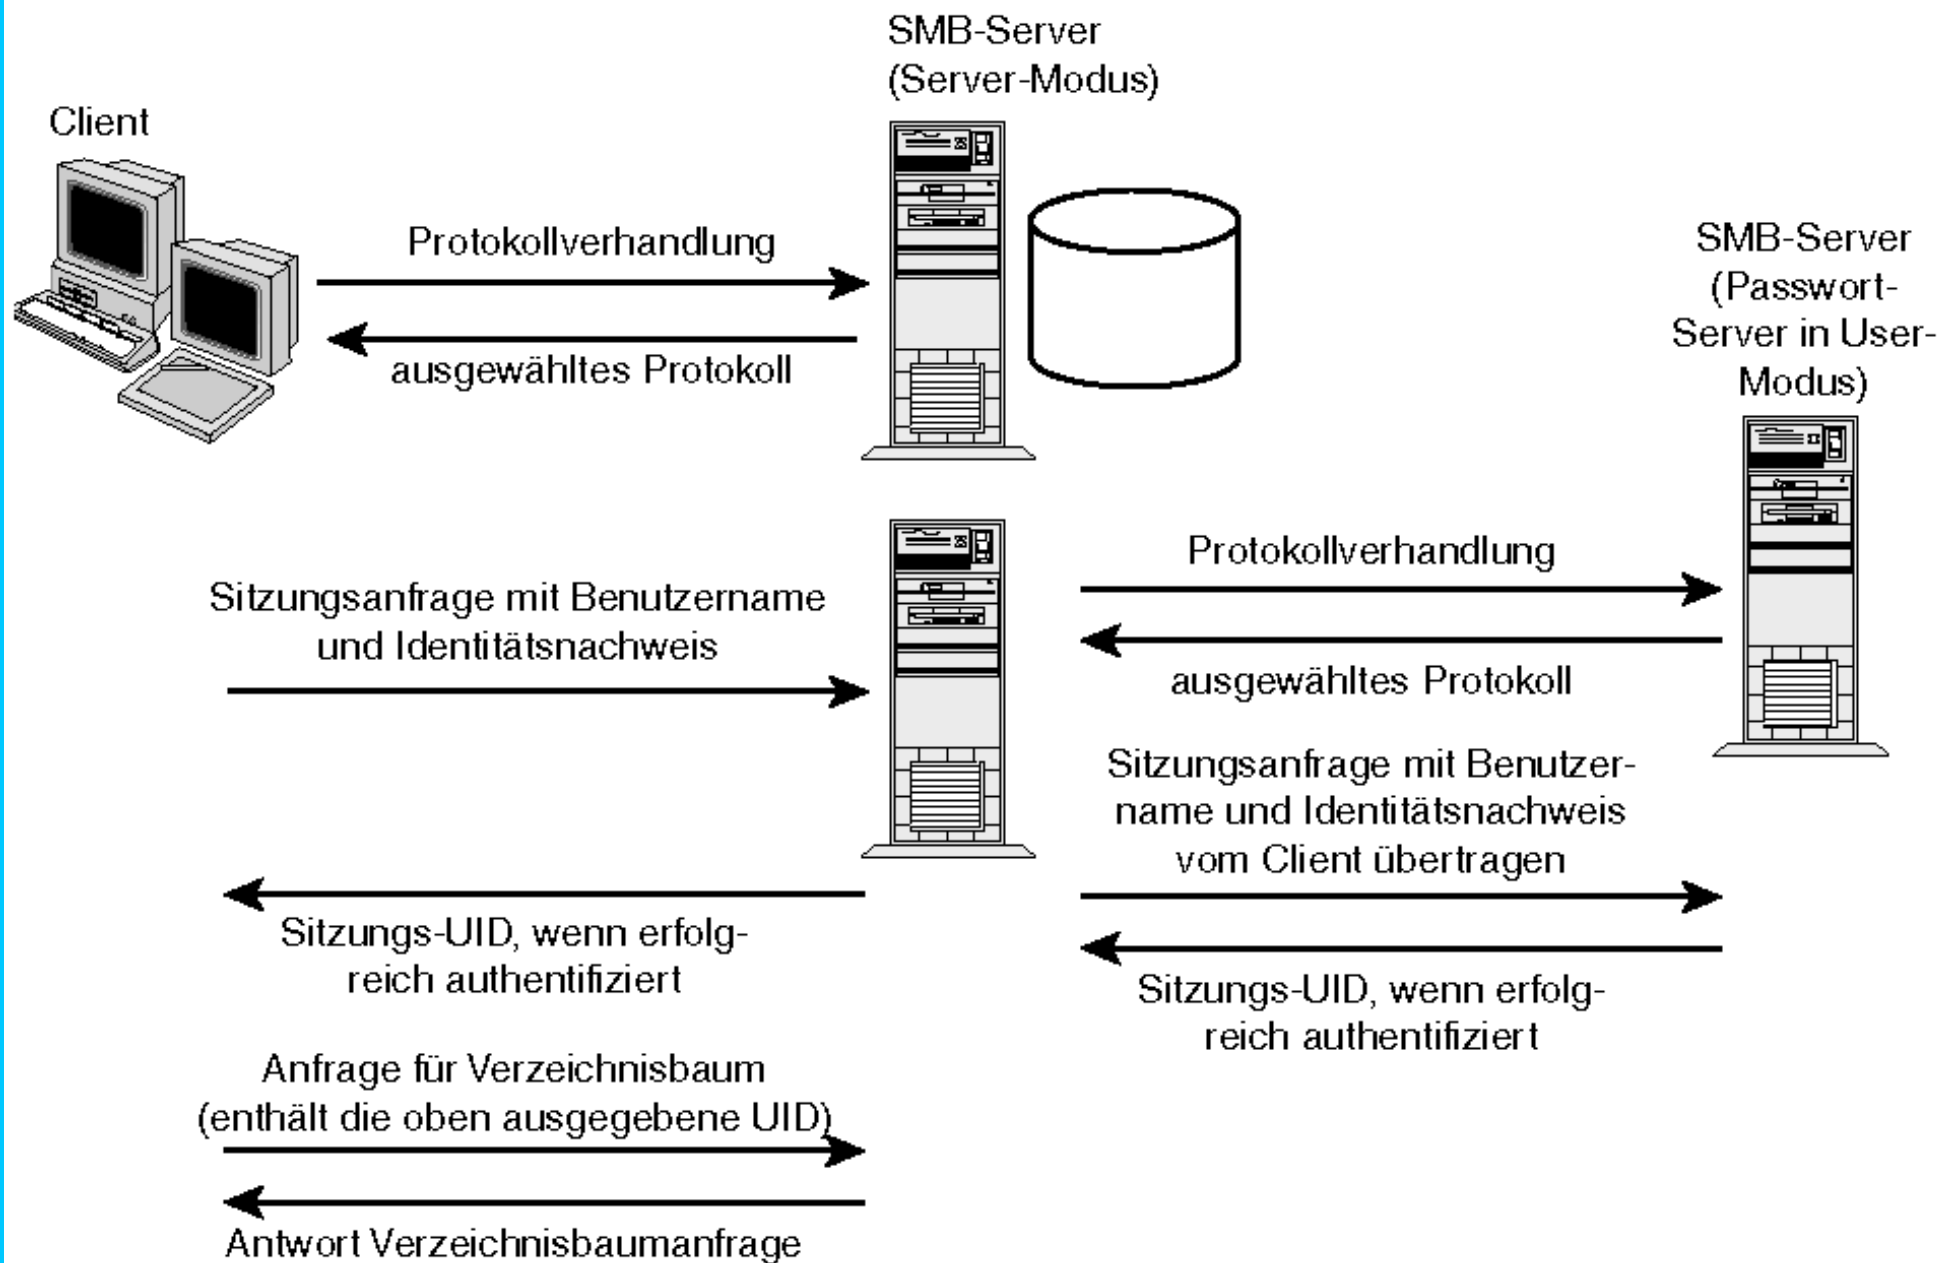 SMB-Server
(Server-Modus)
Client
Protokollverhandlung
ausgewähltes Protokoll
SMB-Server
(Passwort-
Server in User-
Modus)
Sitzungsanfrage mit Benutzername
und Identitätsnachweis
Protokollverhandlung
ausgewähltes Protokoll
Sitzungsanfrage mit Benutzer-
name und Identitätsnachweis
vom Client übertragen
Sitzungs-UID, wenn erfolg-
reich authentifiziert
Sitzungs-UID, wenn erfolg-
reich authentifiziert
Anfrage für Verzeichnisbaum
(enthält die oben ausgegebene UID)
Antwort Verzeichnisbaumanfrage